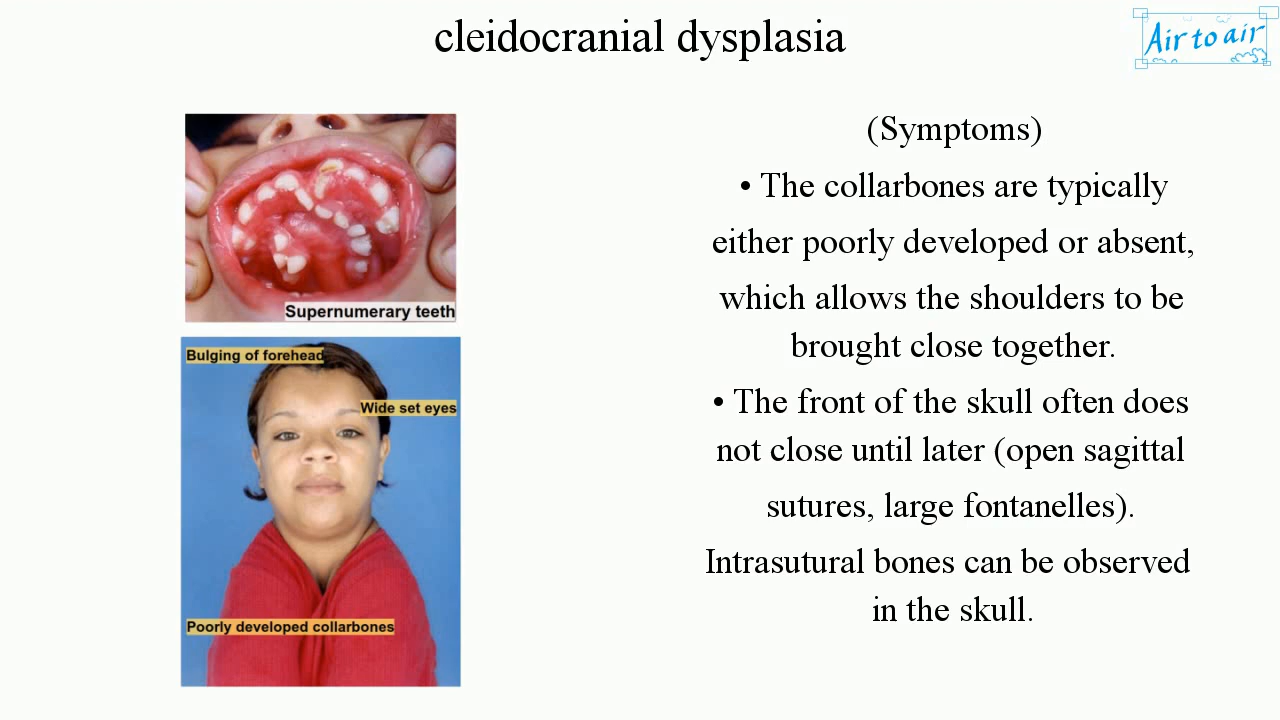 cleidocranial dysplasia
Air to air
Supernumerary teeth
Bulging of forehead
Wide set eyes
Poorly developed collarbones
(Symptoms)
• The collarbones are typically
either poorly developed or absent,
which allows the shoulders to be
brought close together.
• The front of the skull often does
not close until later (open sagittal
sutures, large fontanelles).
Intrasutural bones can be observed
in the skull.